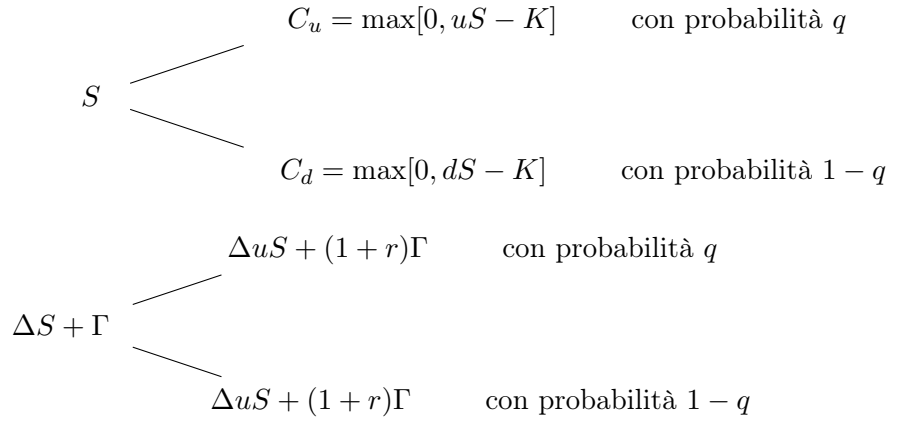 C_u = max[0, uS − K] con probabilità q
S
C_d = max[0, dS − K] con probabilità 1 − q
ΔuS + (1 + r)Γ con probabilità q
ΔS + Γ
ΔuS + (1 + r)Γ con probabilità 1 − q